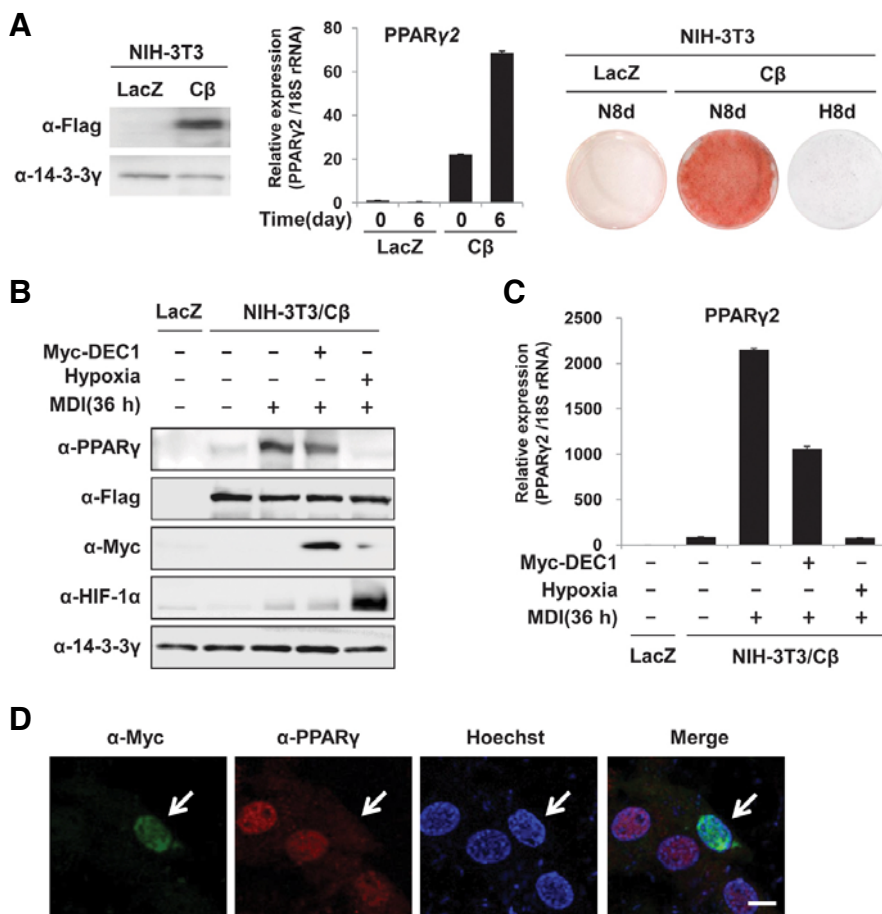 A
NIH-3T3
LacZ Cβ
α-Flag
α-14-3-3γ
PPARγ2
Relative expression
(PPARγ2 /18S rRNA)
80
60
40
20
0
Time(day) 0 6 0 6
LacZ Cβ
NIH-3T3
LacZ Cβ
N8d N8d H8d
B
LacZ NIH-3T3/Cβ
Myc-DEC1 – – – + –
Hypoxia – – – – +
MDI(36 h) – – + + +
α-PPARγ
α-Flag
α-Myc
α-HIF-1α
α-14-3-3γ
C
PPARγ2
Relative expression
(PPARγ2 /18S rRNA)
2500
2000
1500
1000
500
0
Myc-DEC1 – – – + –
Hypoxia – – – – +
MDI(36 h) – – + + +
LacZ NIH-3T3/Cβ
D
α-Myc α-PPARγ Hoechst Merge